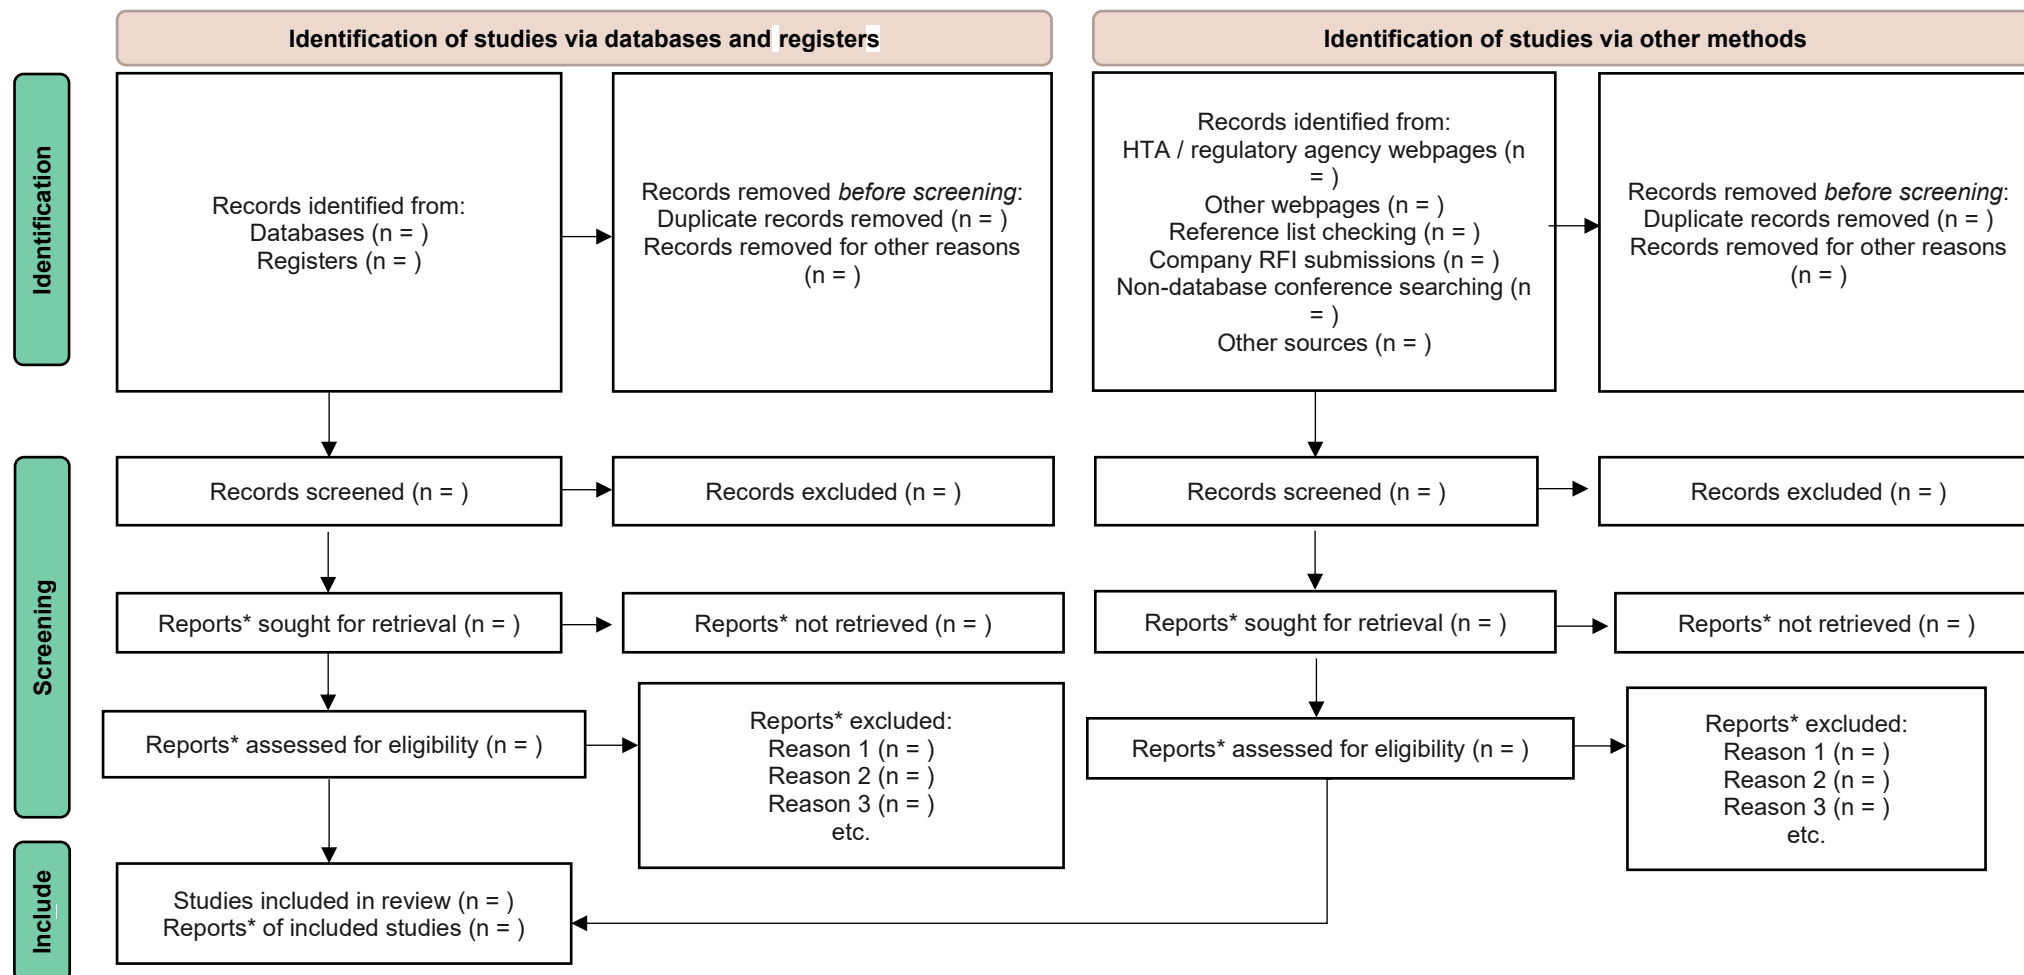 Identification of studies via databases and registers
Identification of studies via other methods
Identification
Records identified from:
Databases (n = )
Registers (n = )
Records removed before screening:
Duplicate records removed (n = )
Records removed for other reasons
(n = )
Records identified from:
HTA / regulatory agency webpages (n
= )
Other webpages (n = )
Reference list checking (n = )
Company RFI submissions (n = )
Non-database conference searching (n
= )
Other sources (n = )
Records removed before screening:
Duplicate records removed (n = )
Records removed for other reasons
(n = )
Screening
Records screened (n = )
Records excluded (n = )
Records screened (n = )
Records excluded (n = )
Reports* sought for retrieval (n = )
Reports* not retrieved (n = )
Reports* sought for retrieval (n = )
Reports* not retrieved (n = )
Reports* assessed for eligibility (n = )
Reports* excluded:
Reason 1 (n = )
Reason 2 (n = )
Reason 3 (n = )
etc.
Reports* assessed for eligibility (n = )
Reports* excluded:
Reason 1 (n = )
Reason 2 (n = )
Reason 3 (n = )
etc.
Include
Studies included in review (n = )
Reports* of included studies (n = )